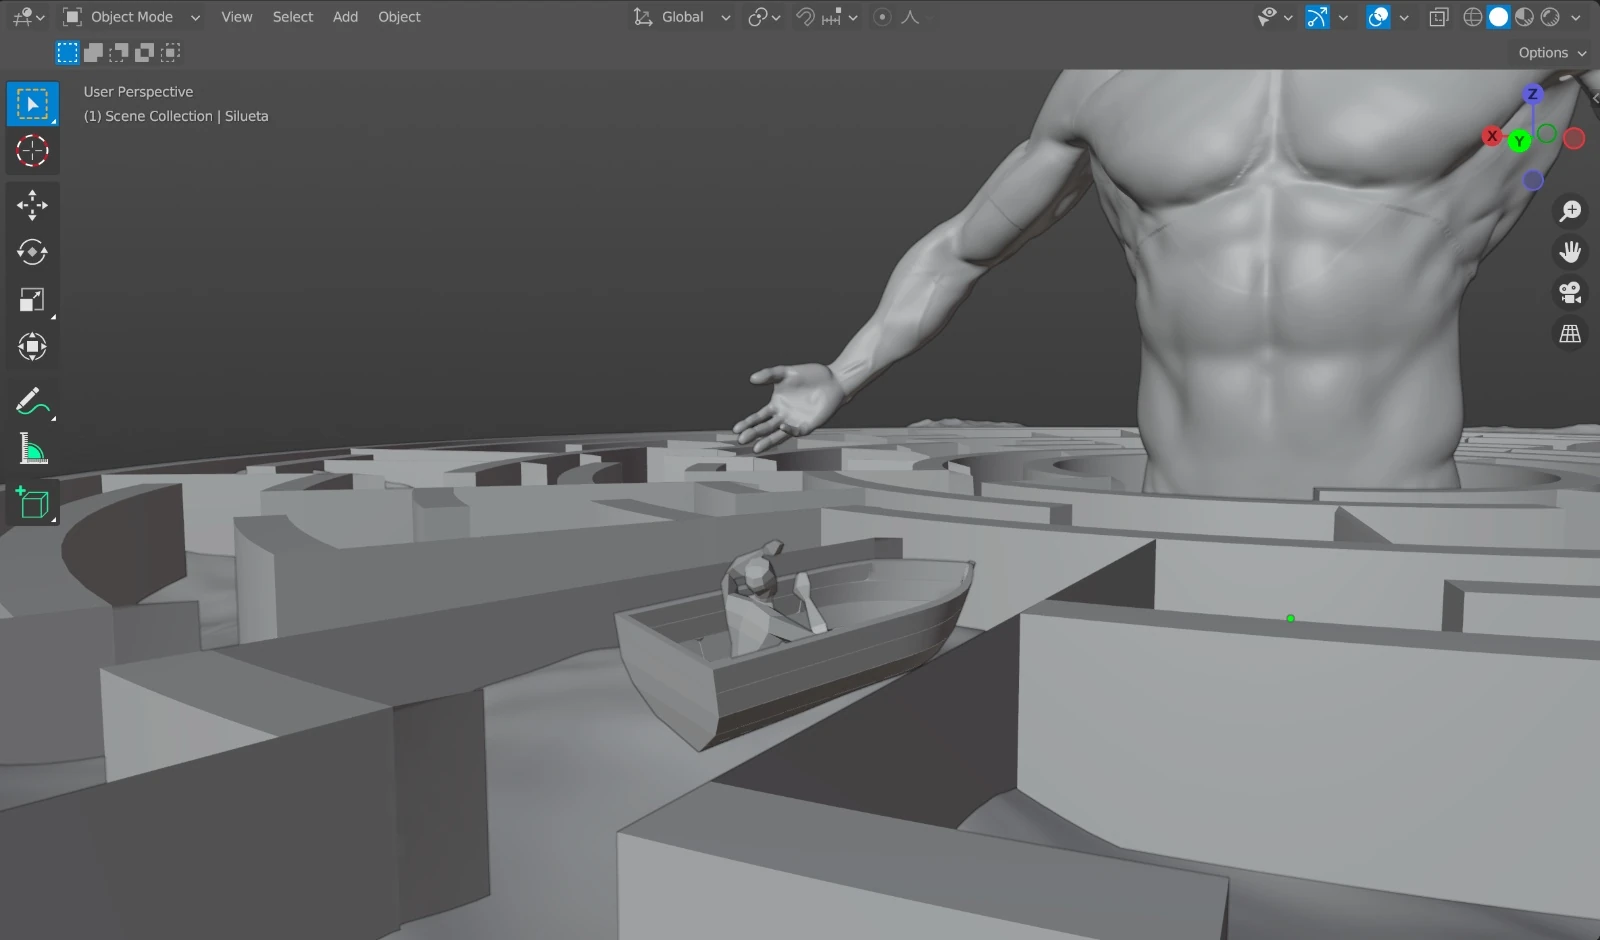 Object Mode View Select Add Object Global
Options
User Perspective
(1) Scene Collection | Silueta
Z
X
Y